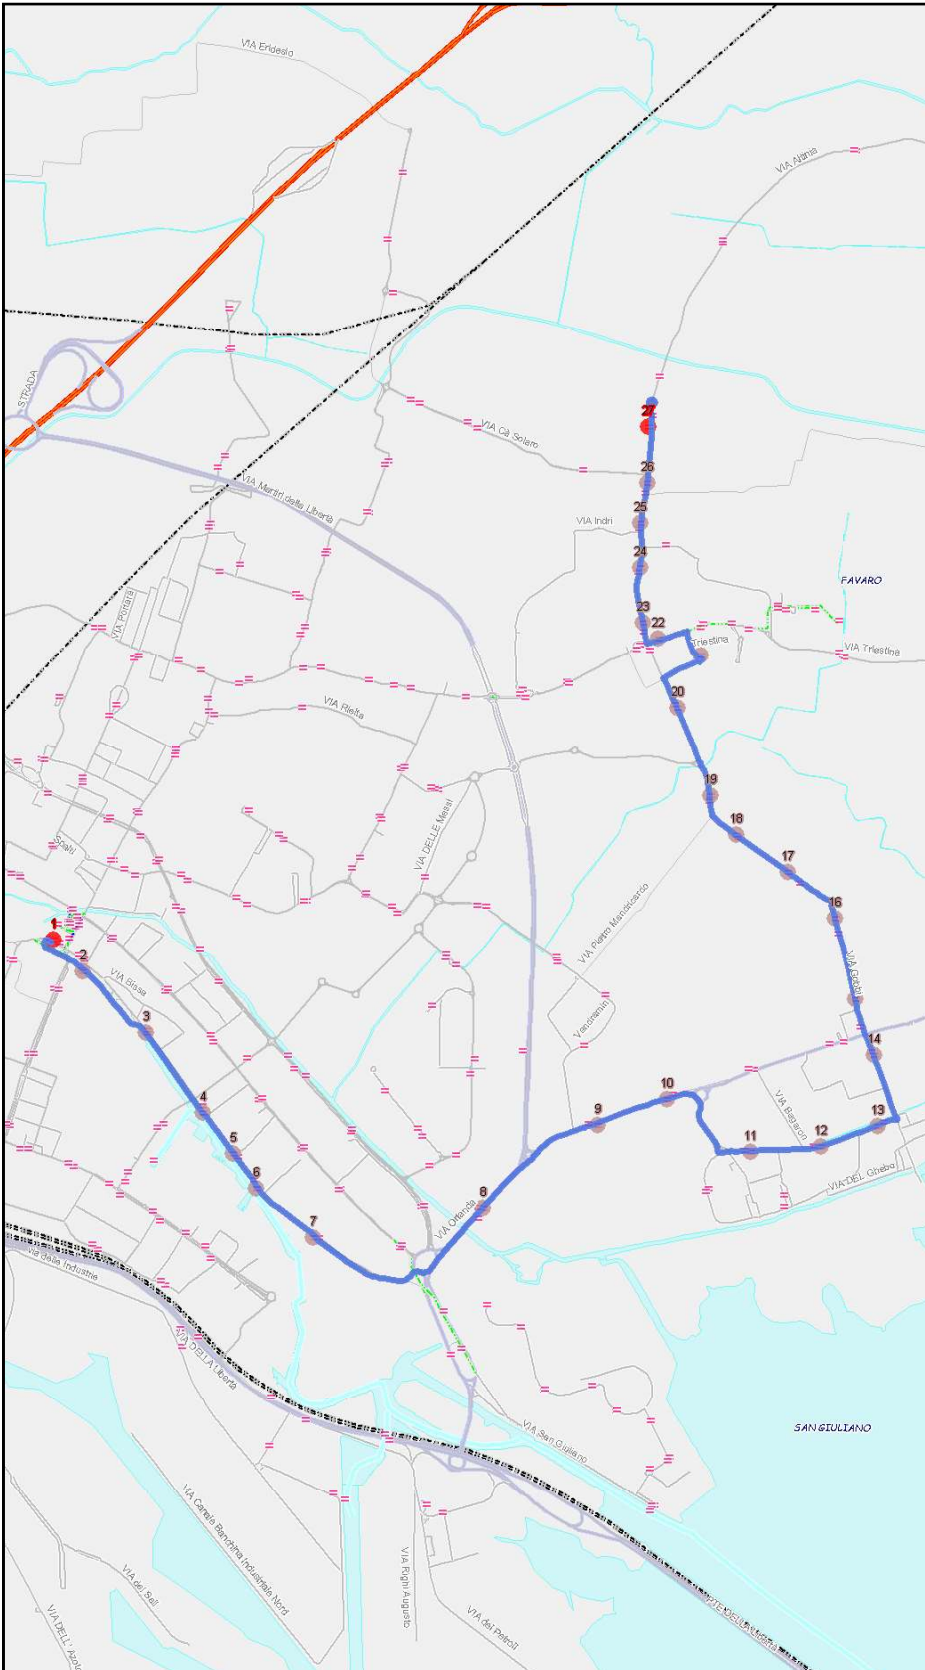 VIA Eridesio
VIA Altinia
STRADA
27
VIA Cà Solaro
26
VIA Martiri della Libertà
25
VIA Indri
24
FAVARO
VIA Portara
23
22
Triestina
VIA Triestina
VIA Rielta
20
19
VIA DELLE Messi
18
Spalti
17
VIA Pietro Mandricardo
16
1
2
VIA Bissa
VIA Gobbi
Vendramin
3
14
10
4
9
VIA Bagaron
13
5
11
12
VIA DEL Gheba
6
8
VIA Orlanda
7
Via delle Industrie
VIA DELLA Libertà
SAN GIULIANO
VIA San Giuliano
VIA Canale Banchina Industriale Nord
VIA Righi Augusto
VIA dei Sali
VIA dei Petroli
VIA DELL'